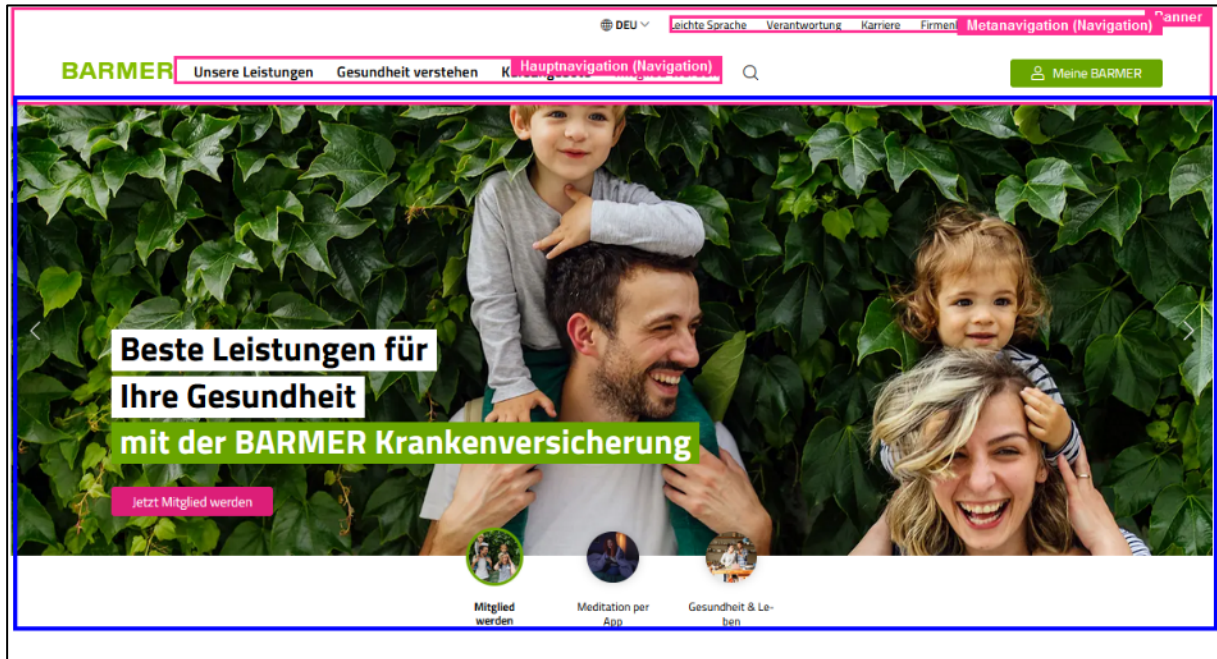 DEU
Leichte Sprache Verantwortung Karriere Metanavigation (Navigation) Banner
BARMER Unsere Leistungen Gesundheit verstehen Hauptnavigation (Navigation) Meine BARMER
Beste Leistungen für
Ihre Gesundheit
mit der BARMER Krankenversicherung
Jetzt Mitglied werden
Mitglied werden
Meditation per App
Gesundheit & Le-
ben